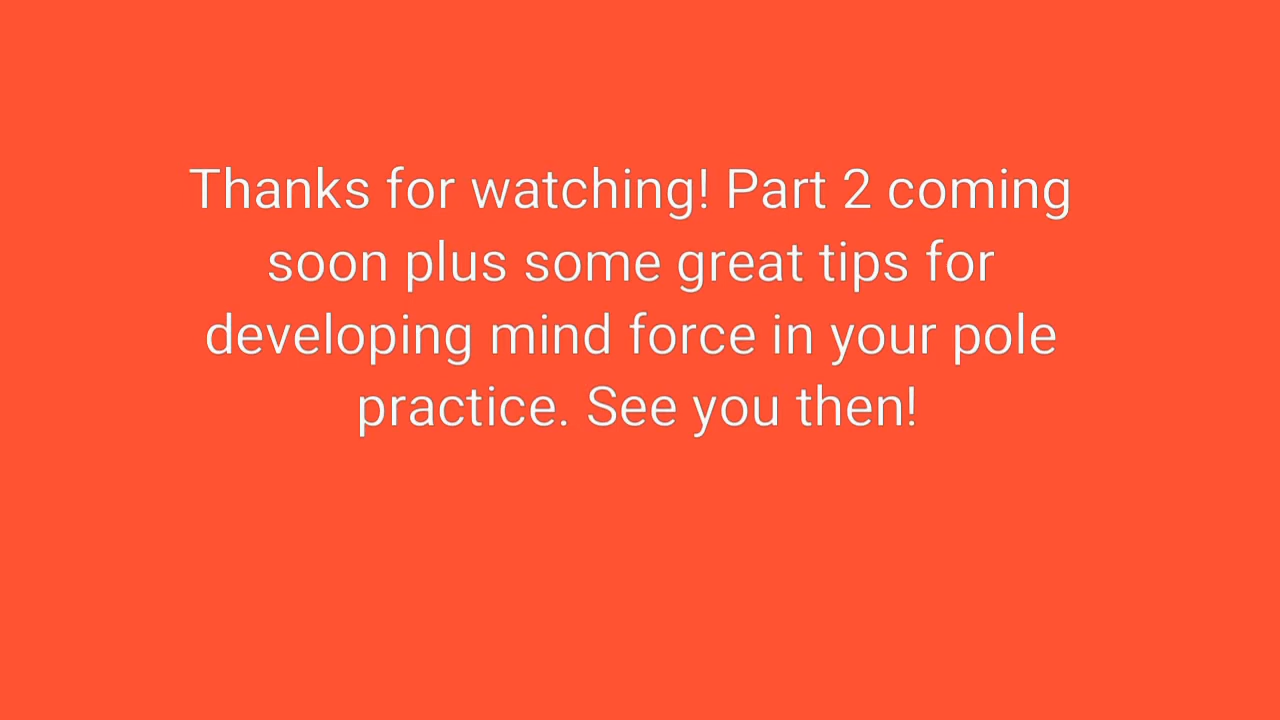 Thanks for watching! Part 2 coming
soon plus some great tips for
developing mind force in your pole
practice. See you then!